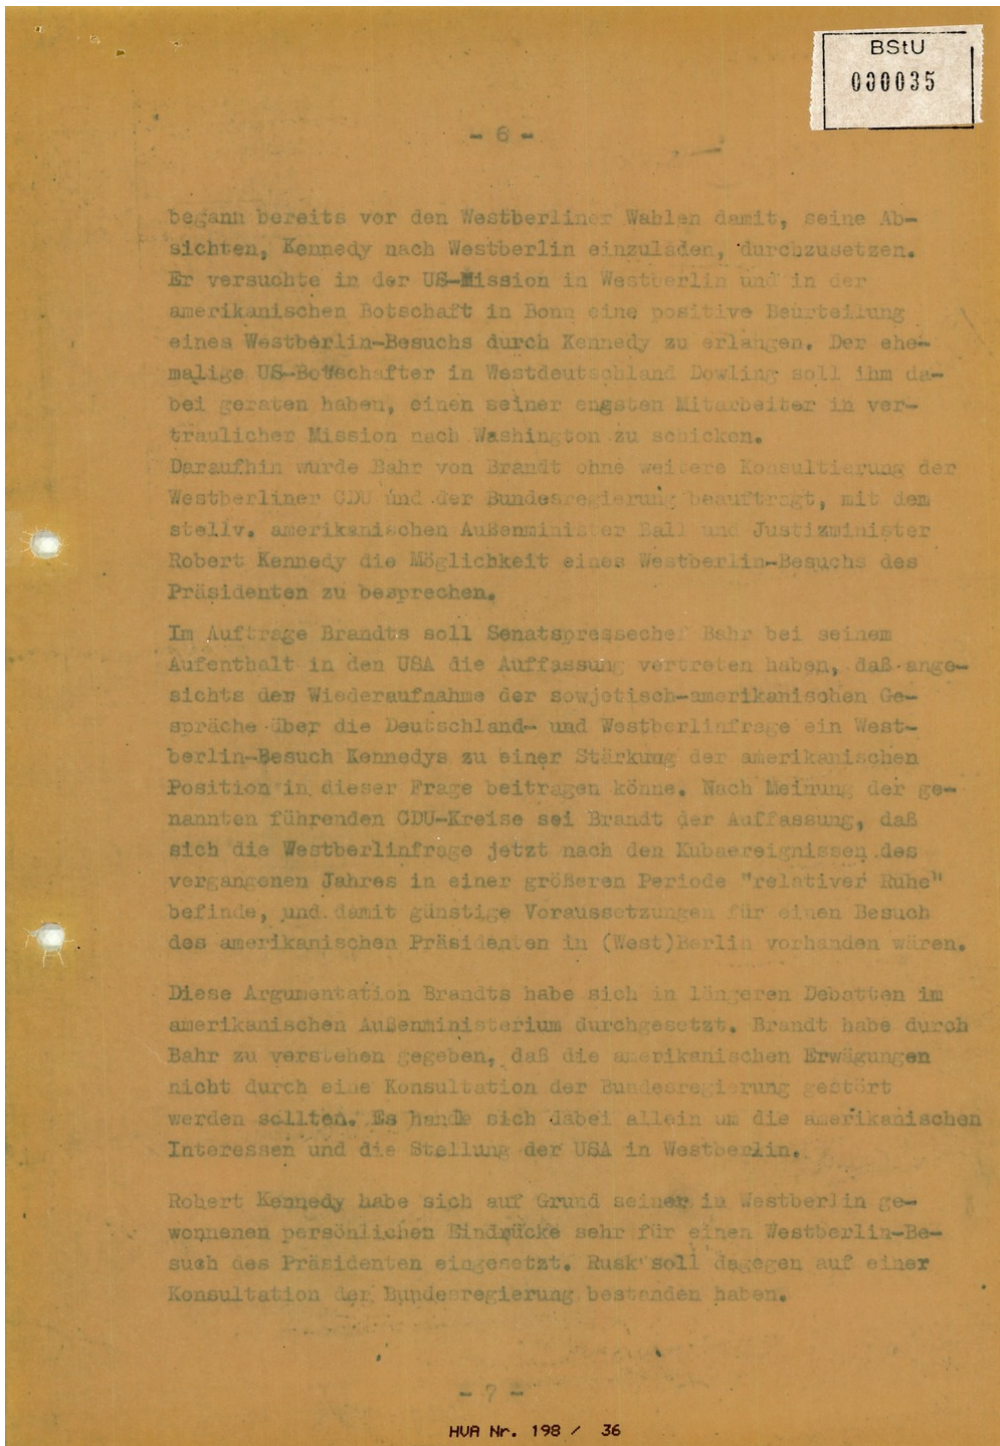 BStU
000035
- 6 -
begann bereits vor den Westberliner Wahlen damit, seine Ab-
sichten, Kennedy nach Westberlin einzuladen, durchzusetzen.
Er versuchte in der US-Mission in Westberlin und in der
amerikanischen Botschaft in Bonn eine positive Beurteilung
eines Westberlin-Besuchs durch Kennedy zu erlangen. Der ehe-
malige US-Botschafter in Westdeutschland Dowling soll ihm da-
bei geraten haben, einen seiner engsten Mitarbeiter in ver-
traulicher Mission nach Washington zu schicken.
Daraufhin wurde Bahr von Brandt ohne weitere Konsultierung der
Westberliner CDU und der Bundesregierung beauftragt, mit dem
stellv. amerikanischen Außenminister Ball und Justizminister
Robert Kennedy die Möglichkeit eines Westberlin-Besuchs des
Präsidenten zu besprechen.
Im Auftrage Brandts soll Senatspressechef Bahr bei seinem
Aufenthalt in den USA die Auffassung vertreten haben, daß ange-
sichts der Wiederaufnahme der sowjetisch-amerikanischen Ge-
spräche über die Deutschland- und Westberlinfrage ein West-
berlin-Besuch Kennedys zu einer Stärkung der amerikanischen
Position in dieser Frage beitragen könne. Nach Meinung der ge-
nannten führenden CDU-Kreise sei Brandt der Auffassung, daß
sich die Westberlinfrage jetzt nach den Kubaereignissen des
vergangenen Jahres in einer größeren Periode "relativer Ruhe"
befinde, und damit günstige Voraussetzungen für einen Besuch
des amerikanischen Präsidenten in (West)Berlin vorhanden wären.
Diese Argumentation Brandts habe sich in längeren Debatten im
amerikanischen Außenministerium durchgesetzt. Brandt habe durch
Bahr zu verstehen gegeben, daß die amerikanischen Erwägungen
nicht durch eine Konsultation der Bundesregierung gestört
werden sollten. Es hande sich dabei allein um die amerikanischen
Interessen und die Stellung der USA in Westberlin.
Robert Kennedy habe sich auf Grund seiner in Westberlin ge-
wonnenen persönlichen Eindrücke sehr für einen Westberlin-Be-
such des Präsidenten eingesetzt. Rusk soll dagegen auf einer
Konsultation der Bundesregierung bestanden haben.
- 7 -
HVA Nr. 198 / 36